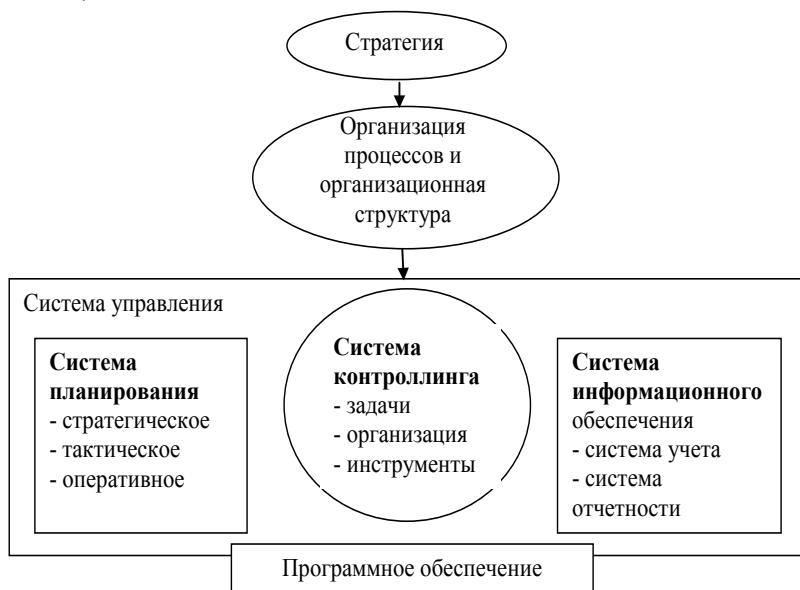 Стратегия
Организация
процессов и
организационная
структура
Система управления
Система
планирования
- стратегическое
- тактическое
- оперативное
Система
контроллинга
- задачи
- организация
- инструменты
Система
информационного
обеспечения
- система учета
- система
отчетности
Программное обеспечение